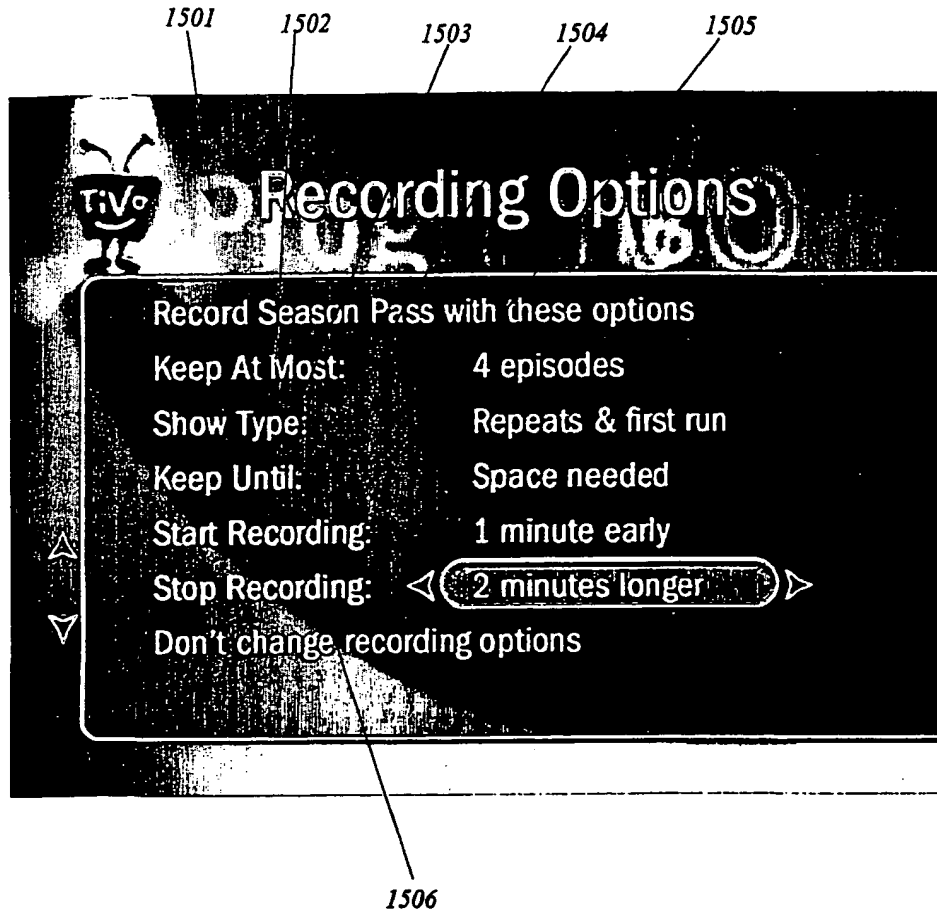 1501 1502 1503 1504 1505
TiVo
Recording Options
Record Season Pass with these options
Keep At Most: 4 episodes
Show Type: Repeats & first run
Keep Until: Space needed
Start Recording: 1 minute early
Stop Recording: 2 minutes longer
Don't change recording options
1506